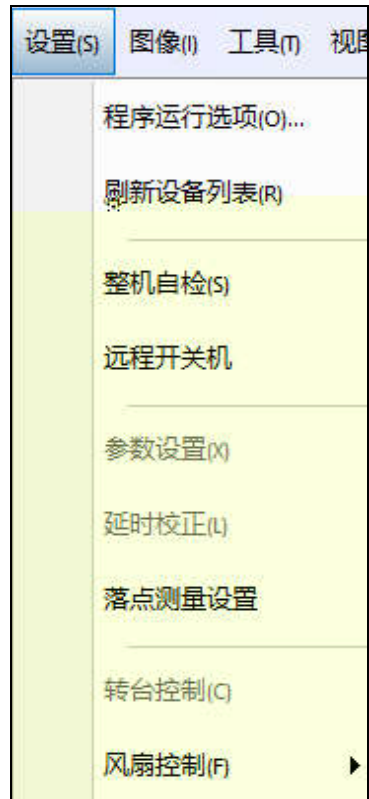 设置(S) 图像(I) 工具(T) 视图
程序运行选项(O)...
刷新设备列表(R)
整机自检(S)
远程开关机
参数设置(X)
延时校正(L)
落点测量设置
转台控制(C)
风扇控制(F)